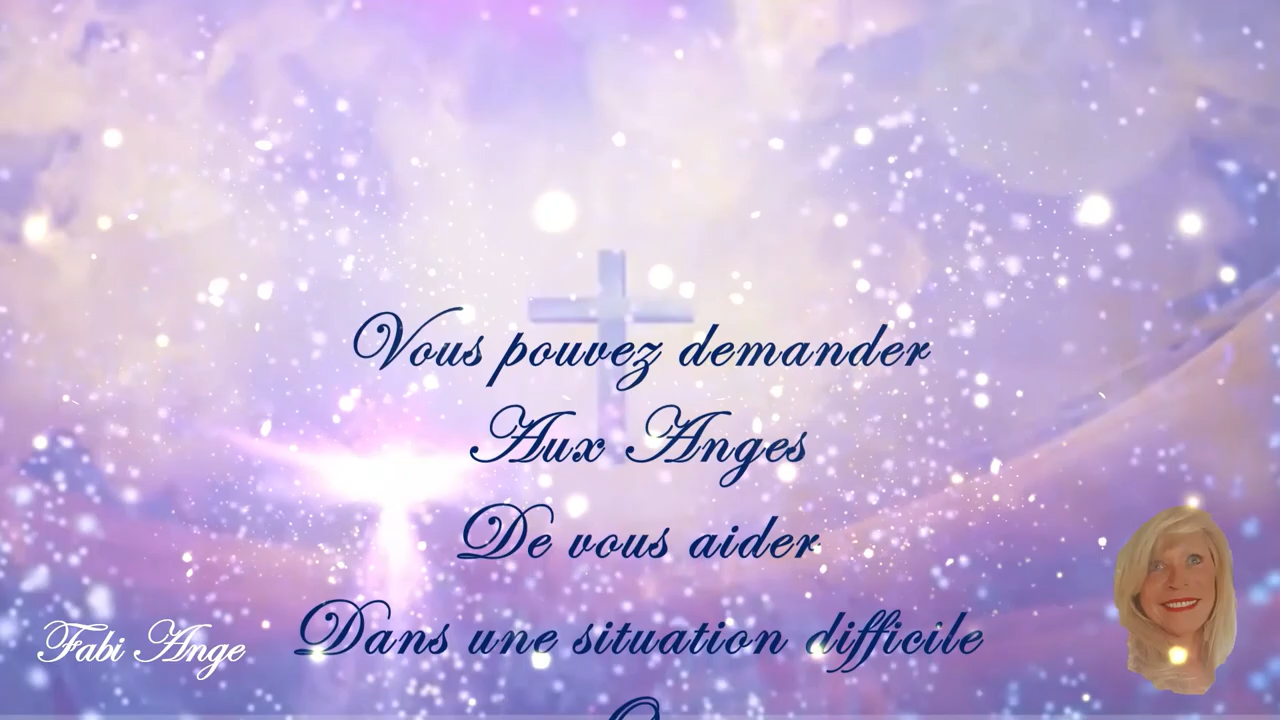 Vous pouvez demander
Aux Anges
De vous aider
Dans une situation difficile
Fabi Ange